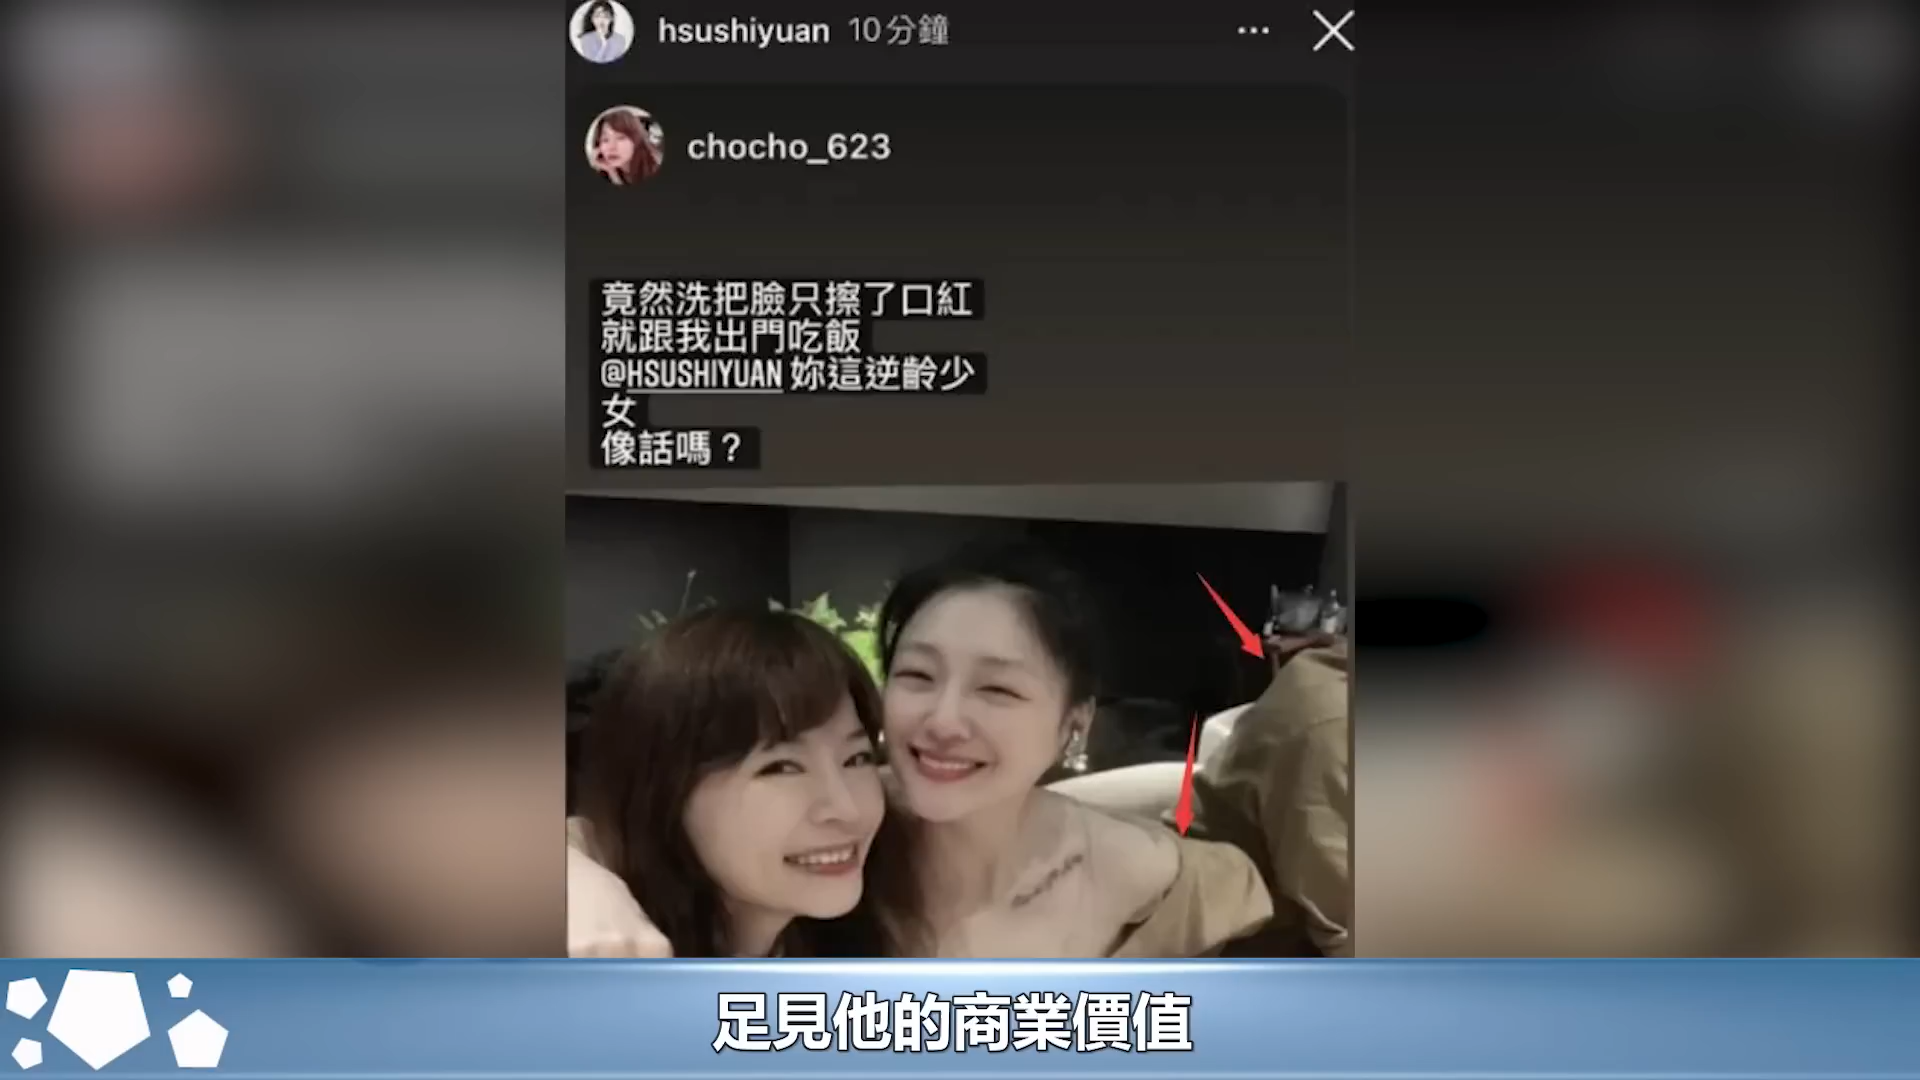 hsushiyuan 10分鐘
chocho_623
竟然洗把臉只擦了口紅
就跟我出門吃飯
@HSUSHIYUAN 妳這逆齡少
女
像話嗎？
足見他的商業價值